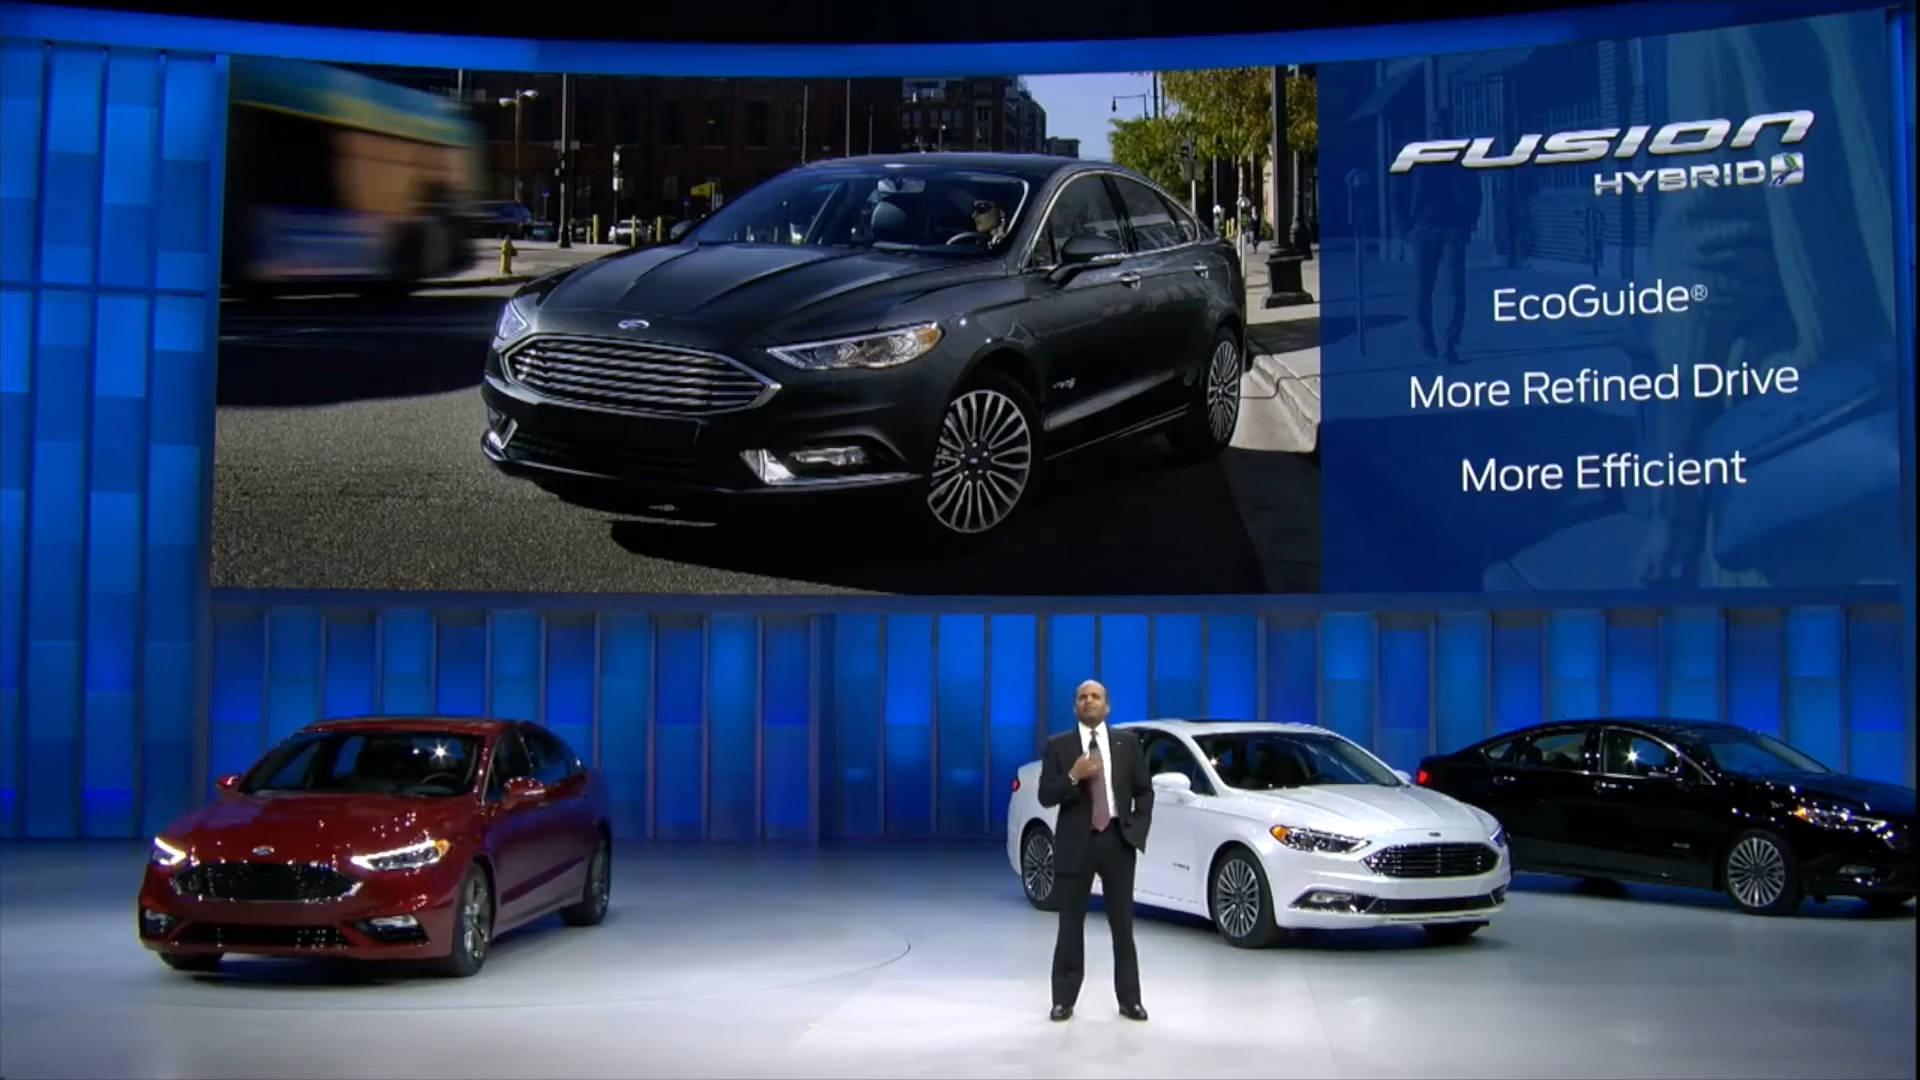 FUSION
HYBRID
EcoGuide®
More Refined Drive
More Efficient